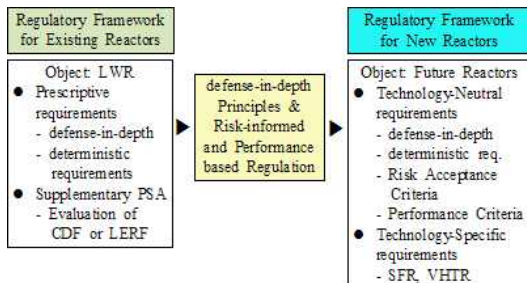 Regulatory Framework
for Existing Reactors
Object: LWR
● Prescriptive
requirements
- defense-in-depth
- deterministic
requirements
● Supplementary PSA
- Evaluation of
CDF or LERF
defense-in-depth
Principles &
Risk-informed
and Performance
based Regulation
Regulatory Framework
for New Reactors
Object: Future Reactors
● Technology-Neutral
requirements
- defense-in-depth
- deterministic req.
- Risk Acceptance
Criteria
- Performance Criteria
● Technology-Specific
requirements
- SFR, VHTR